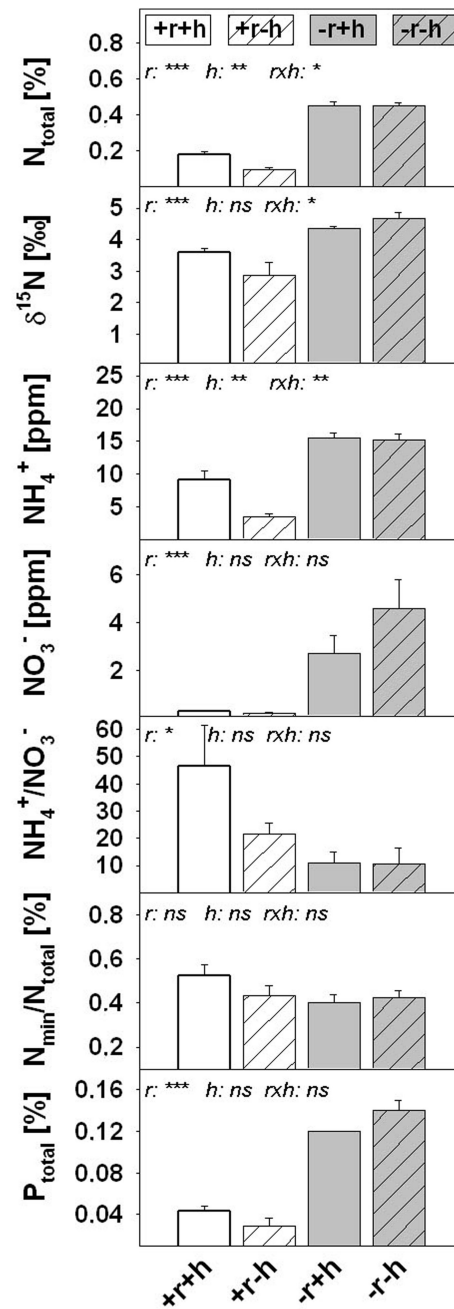 +r+h +r-h -r+h -r-h
N_total [%]
0.8
0.6
0.4
0.2
r: *** h: ** rxh: *
δ¹⁵N [‰]
5
4
3
2
1
r: *** h: ns rxh: *
NH₄⁺ [ppm]
25
20
15
10
5
r: *** h: ** rxh: **
NO₃⁻ [ppm]
6
4
2
r: *** h: ns rxh: ns
NH₄⁺/NO₃⁻
60
50
40
30
20
10
r: * h: ns rxh: ns
N_min/N_total [%]
0.8
0.6
0.4
0.2
r: ns h: ns rxh: ns
P_total [%]
0.16
0.12
0.08
0.04
r: *** h: ns rxh: ns
+r+h +r-h -r+h -r-h